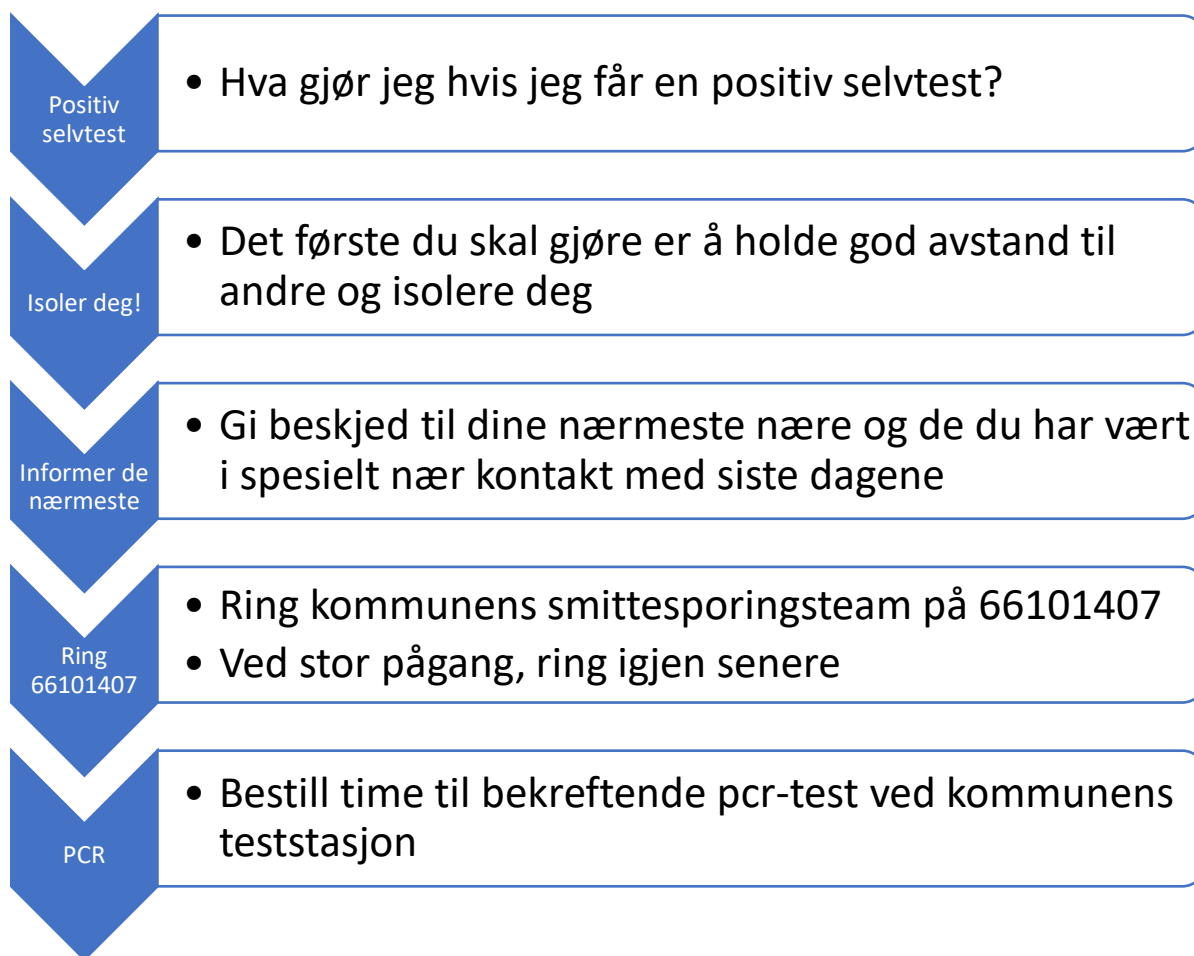 Positiv
selvtest
• Hva gjør jeg hvis jeg får en positiv selvtest?
Isoler deg!
• Det første du skal gjøre er å holde god avstand til
andre og isolere deg
Informer de
nærmeste
• Gi beskjed til dine nærmeste nære og de du har vært
i spesielt nær kontakt med siste dagene
Ring
66101407
• Ring kommunens smittesporingsteam på 66101407
• Ved stor pågang, ring igjen senere
PCR
• Bestill time til bekreftende pcr-test ved kommunens
teststasjon